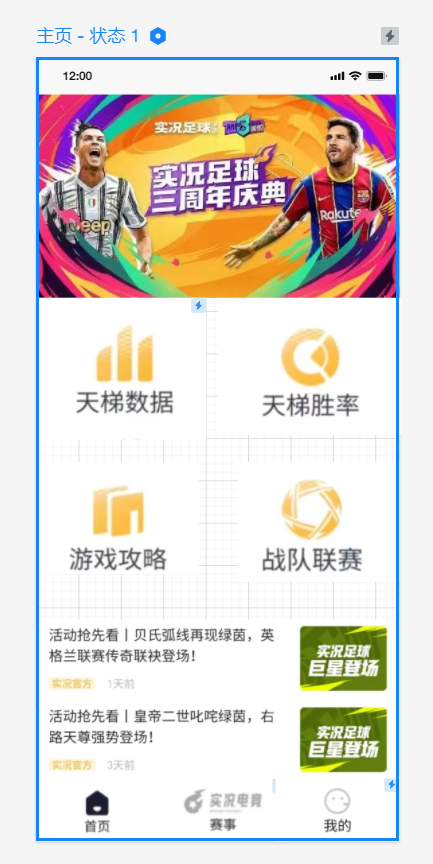 主页 - 状态 1
12:00
实况足球
实况足球
三周年庆典
Jeep
Rakute
天梯数据
天梯胜率
游戏攻略
战队联赛
活动抢先看丨贝氏弧线再现绿茵，英
格兰联赛传奇联袂登场！
实况官方 1天前
实况足球
巨星登场
活动抢先看丨皇帝二世叱咤绿茵，右
路天尊强势登场！
实况官方 3天前
实况足球
巨星登场
首页
实况电竞
赛事
我的